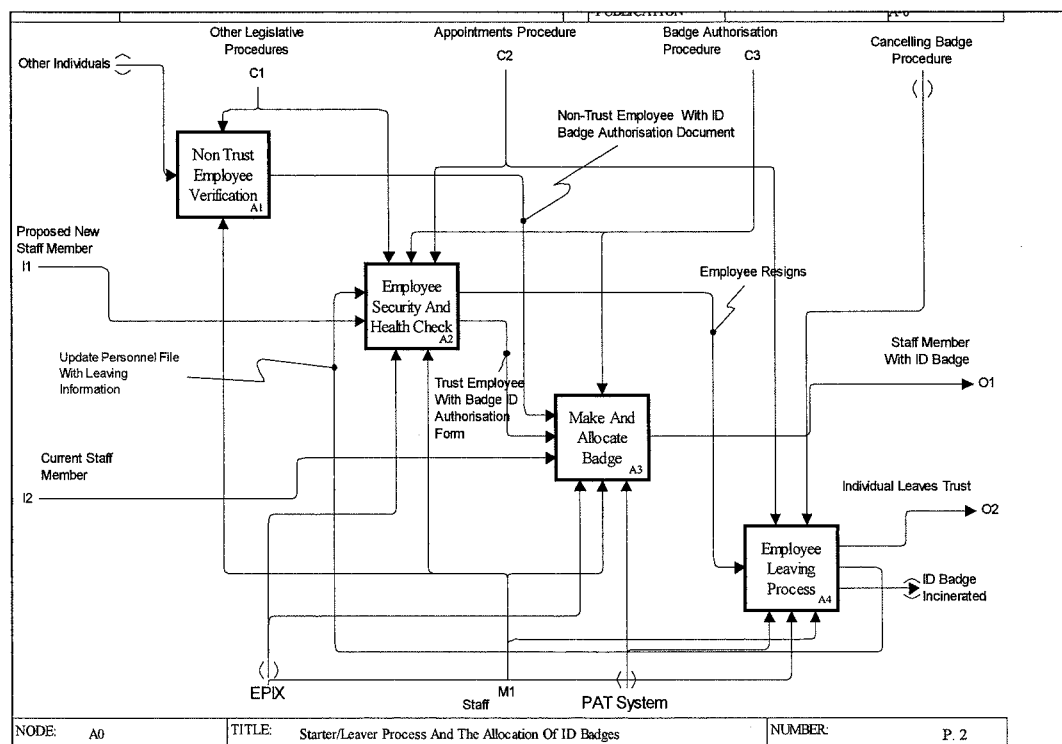 PUBLICATION
A-0
Other Individuals
Other Legislative
Procedures
C1
Appointments Procedure
C2
Badge Authorisation
Procedure
C3
Cancelling Badge
Procedure
Non-Trust Employee With ID
Badge Authorisation Document
Non Trust
Employee
Verification
A1
Proposed New
Staff Member
I1
Employee
Security And
Health Check
A2
Employee Resigns
Update Personnel File
With Leaving
Information
Trust Employee
With Badge ID
Authorisation
Form
Staff Member
With ID Badge
O1
Make And
Allocate
Badge
A3
Current Staff
Member
I2
Individual Leaves Trust
O2
Employee
Leaving
Process
A4
ID Badge
Incinerated
EPIX
M1
Staff
PAT System
NODE: A0
TITLE: Starter/Leaver Process And The Allocation Of ID Badges
NUMBER: P. 2